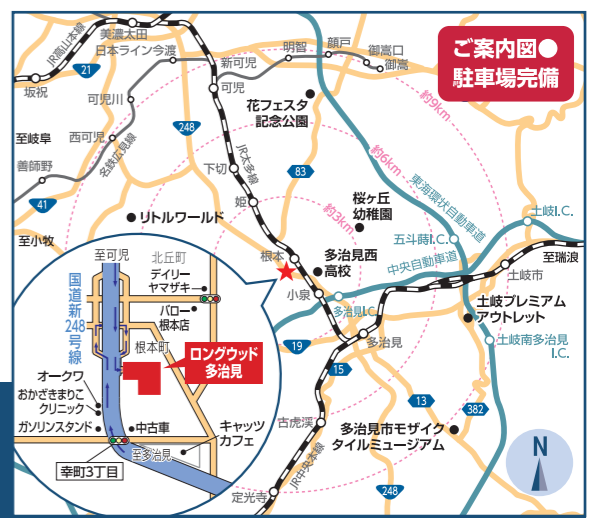 ご案内図●
駐車場完備
JR高山本線
美濃太田
日本ライン今渡
新可児
明智
顔戸
御嵩口
御嵩
21
坂祝
可児川
可児
花フェスタ
記念公園
約9km
至岐阜
西可児
名鉄広見線
248
善師野
下切
JR太多線
83
約6km
41
姫
桜ヶ丘
幼稚園
東海環状自動車道
リトルワールド
約3km
土岐I.C.
至小牧
五斗蒔I.C.
根本
多治見西
高校
中央自動車道
至瑞浪
土岐市
小泉
多治見I.C.
土岐プレミアム
アウトレット
19
多治見
土岐南多治見
I.C.
15
13
382
古虎渓
多治見市モザイク
タイルミュージアム
JR中央本線
248
定光寺
N
至可児
北丘町
デイリー
ヤマザキ
国道新248号線
バロー
根本店
根本町
ロングウッド
多治見
オークワ
おかざきまりこ
クリニック
ガソリンスタンド
中古車
キャッツ
カフェ
至多治見
幸町3丁目